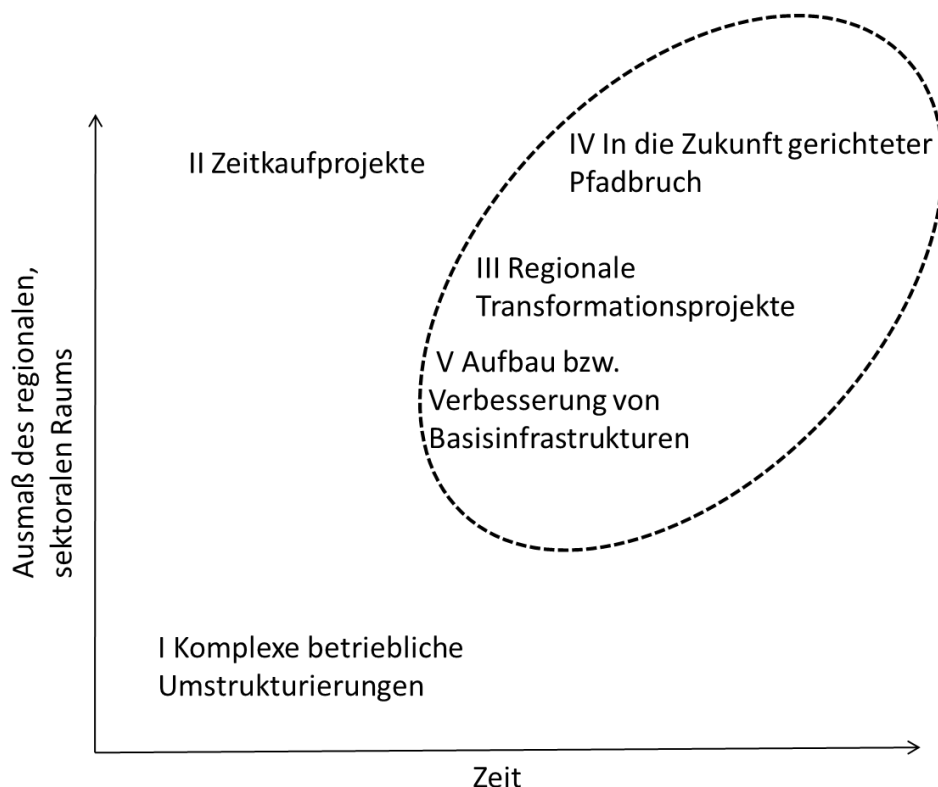 II Zeitkaufprojekte
IV In die Zukunft gerichteter
Pfadbruch
III Regionale
Transformationsprojekte
V Aufbau bzw.
Verbesserung von
Basisinfrastrukturen
Ausmaß des regionalen,
sektoralen Raums
I Komplexe betriebliche
Umstrukturierungen
Zeit